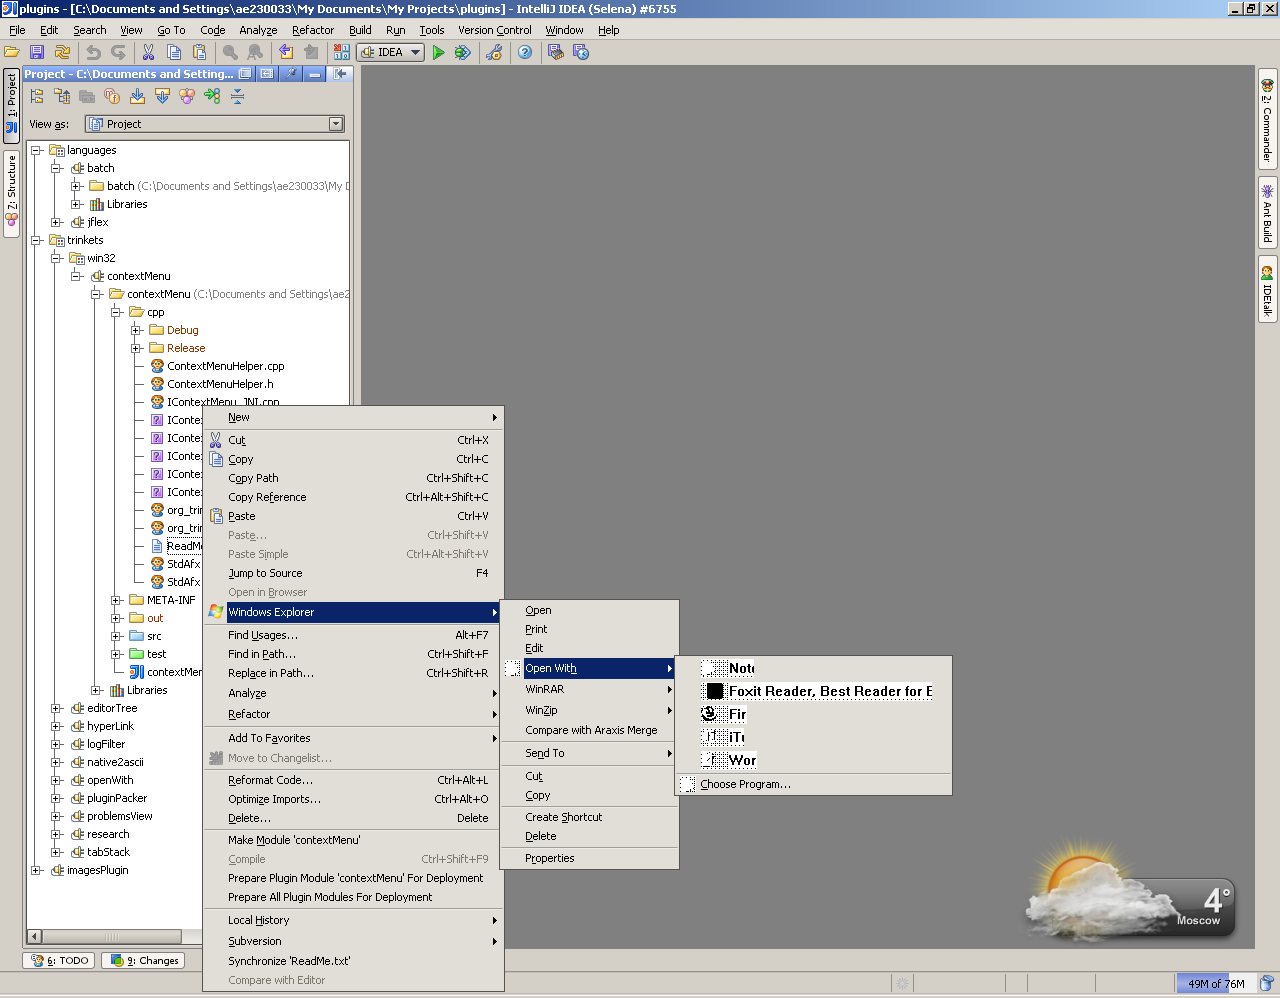 plugins - [C:\Documents and Settings\ae230033\My Documents\My Projects\plugins] - IntelliJ IDEA (Selena) #6755
File Edit Search View Go To Code Analyze Refactor Build Run Tools Version Control Window Help
IDEA
Project - C:\Documents and Setting...
View as: Project
1: Project
7: Structure
languages
batch
batch (C:\Documents and Settings\ae230033\My D
Libraries
jflex
trinkets
win32
contextMenu
contextMenu (C:\Documents and Settings\ae2
cpp
Debug
Release
ContextMenuHelper.cpp
ContextMenuHelper.h
IContextMenu_JNI.cpp
IConte
IConte
IConte
IConte
IConte
org_trin
org_trin
ReadMe
StdAfx
StdAfx
META-INF
out
src
test
contextMen
Libraries
editorTree
hyperLink
logFilter
native2ascii
openWith
pluginPacker
problemsView
research
tabStack
imagesPlugin
New
Cut Ctrl+X
Copy Ctrl+C
Copy Path Ctrl+Shift+C
Copy Reference Ctrl+Alt+Shift+C
Paste Ctrl+V
Paste... Ctrl+Shift+V
Paste Simple Ctrl+Alt+Shift+V
Jump to Source F4
Open in Browser
Windows Explorer
Find Usages... Alt+F7
Find in Path... Ctrl+Shift+F
Replace in Path... Ctrl+Shift+R
Analyze
Refactor
Add To Favorites
Move to Changelist...
Reformat Code... Ctrl+Alt+L
Optimize Imports... Ctrl+Alt+O
Delete... Delete
Make Module 'contextMenu'
Compile Ctrl+Shift+F9
Prepare Plugin Module 'contextMenu' For Deployment
Prepare All Plugin Modules For Deployment
Local History
Subversion
Synchronize 'ReadMe.txt'
Compare with Editor
Open
Print
Edit
Open With
WinRAR
WinZip
Compare with Araxis Merge
Send To
Cut
Copy
Create Shortcut
Delete
Properties
Note
Foxit Reader, Best Reader for E
Fir
iTu
Wor
Choose Program...
2: Commander
Ant Build
IDEtalk
4°
Moscow
6: TODO 9: Changes
49M of 76M